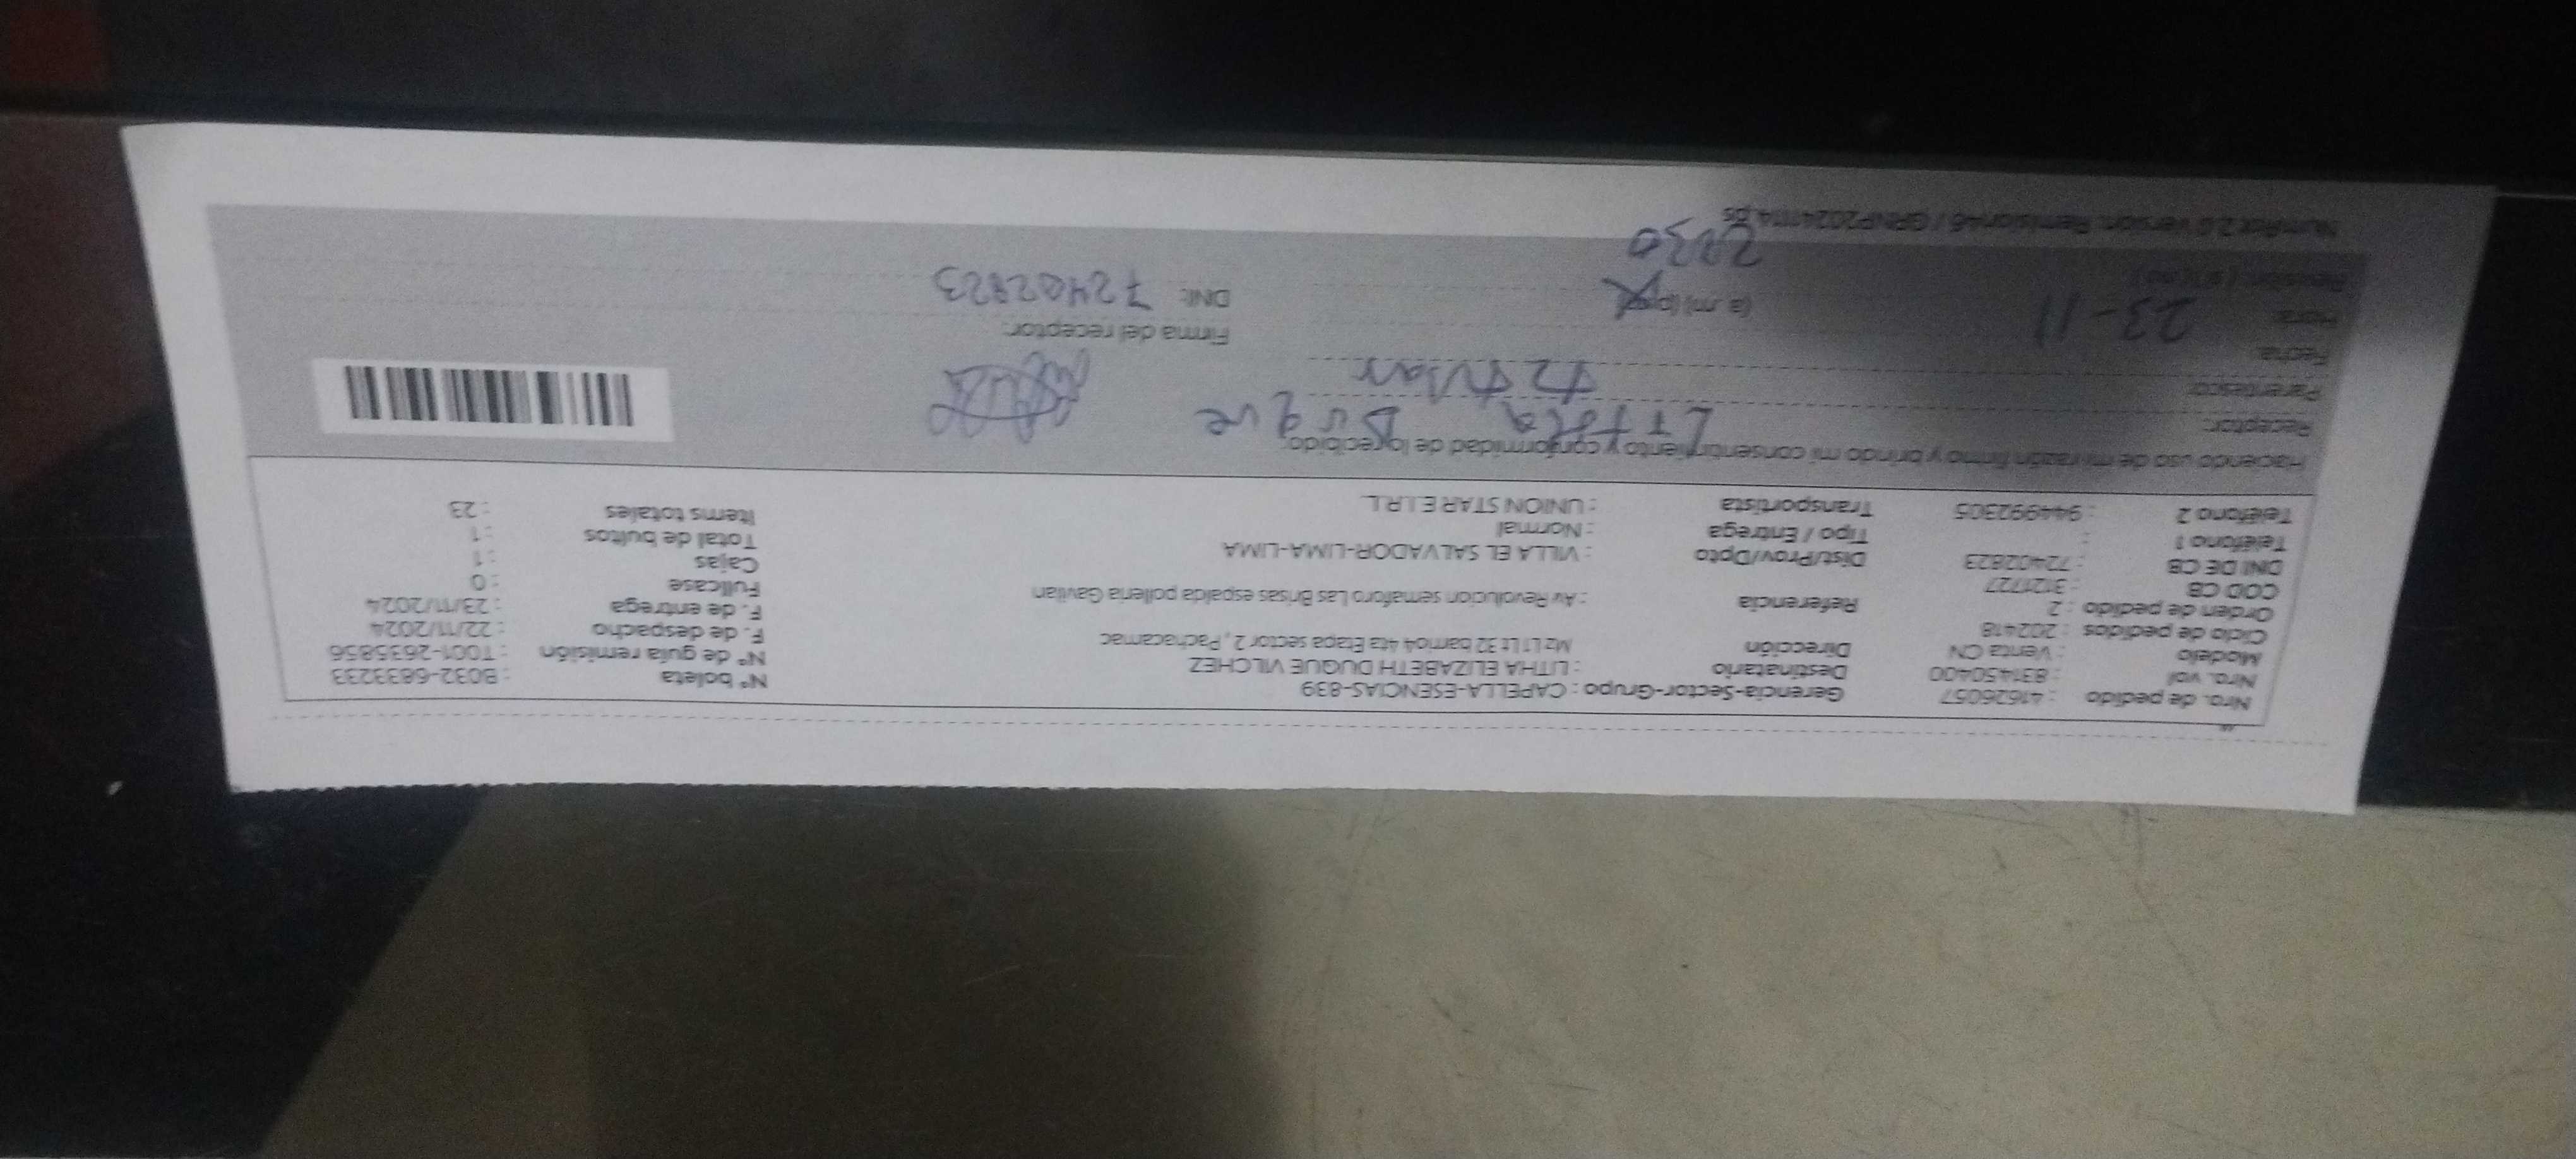 Nro. de pedido : 41626057 Gerencia-Sector-Grupo : CAPELLA-ESENCIAS-839 N° boleta : B032-6833233
Nro. val : 831450400 Destinatario : LITHA ELIZABETH DUQUE VILCHEZ N° de guía remisión : T001-2635856
Modelo : Venta CN Dirección Mz L1 Lt 32 barrio4 4ta Etapa sector 2, Pachacamac F. de despacho : 22/11/2024
Ciclo de pedidos : 202418 F. de entrega : 23/11/2024
Orden de pedido : 2 Referencia : Av Revolucion semaforo Las Brisas espalda polleria Gavilan Fullcase : 0
COD CB : 3121727 Cajas : 1
DNI DE CB : 72402823 Dist/Prov/Dpto : VILLA EL SALVADOR-LIMA-LIMA Total de bultos : 1
Teléfono 1 : Tipo / Entrega : Normal Items totales : 23
Teléfono 2 : 944992305 Transportista : UNION STAR E.I.R.L.
Haciendo uso de mi razón firmo y brindo mi consentimiento y conformidad de lo recibido:
Receptor: Duque
Parentesco:
Fecha: 23-11
Firma del receptor:
Hora: (a.m)
DNI: 72402823
2230